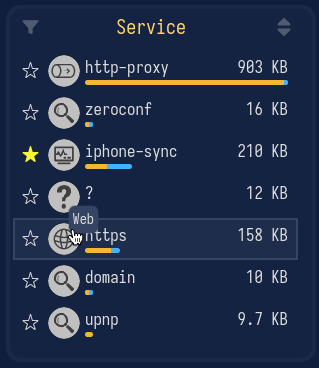 Service
http-proxy 903 KB
zeroconf 16 KB
iphone-sync 210 KB
? 12 KB
Web
https 158 KB
domain 10 KB
upnp 9.7 KB